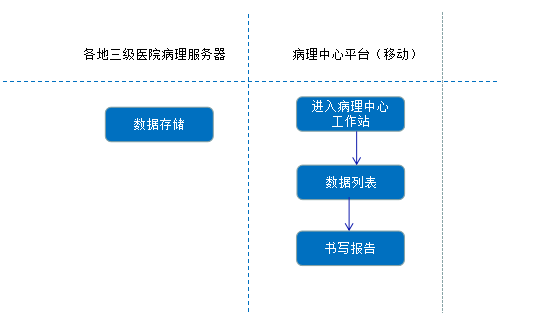 各地三级医院病理服务器
病理中心平台（移动）
数据存储
进入病理中心
工作站
数据列表
书写报告